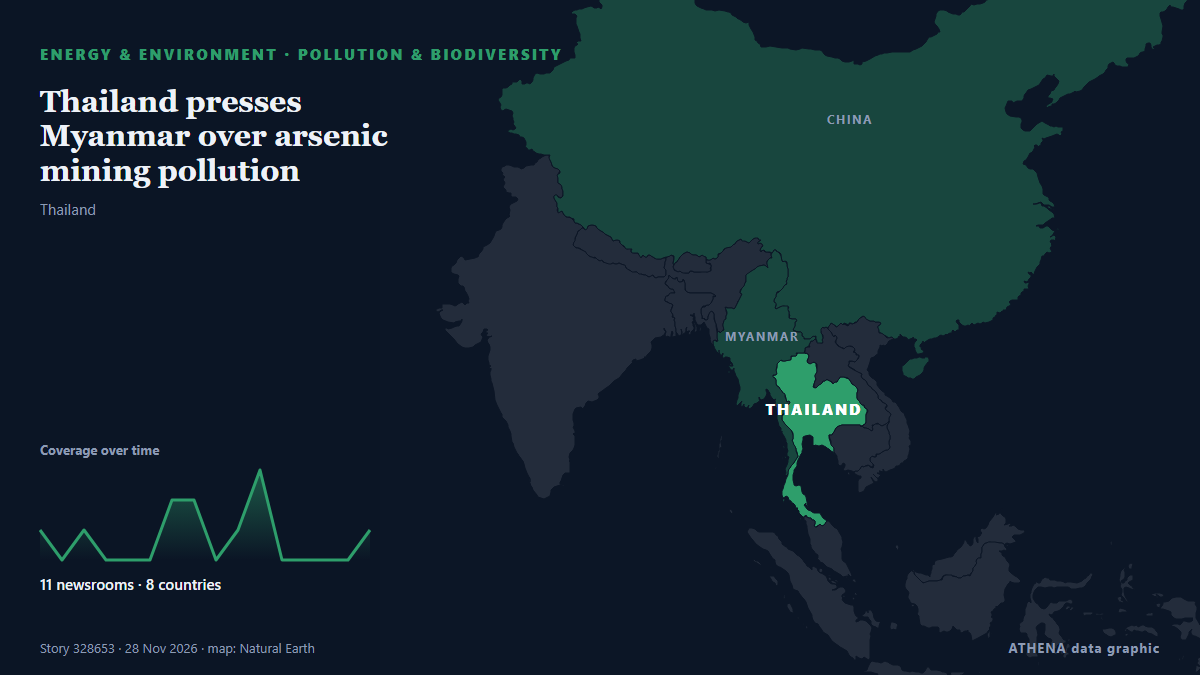 ENERGY & ENVIRONMENT · POLLUTION & BIODIVERSITY
Thailand presses
Myanmar over arsenic
mining pollution
Thailand
CHINA
MYANMAR
THAILAND
Coverage over time
11 newsrooms · 8 countries
Story 328653 · 28 Nov 2026 · map: Natural Earth
ATHENA data graphic